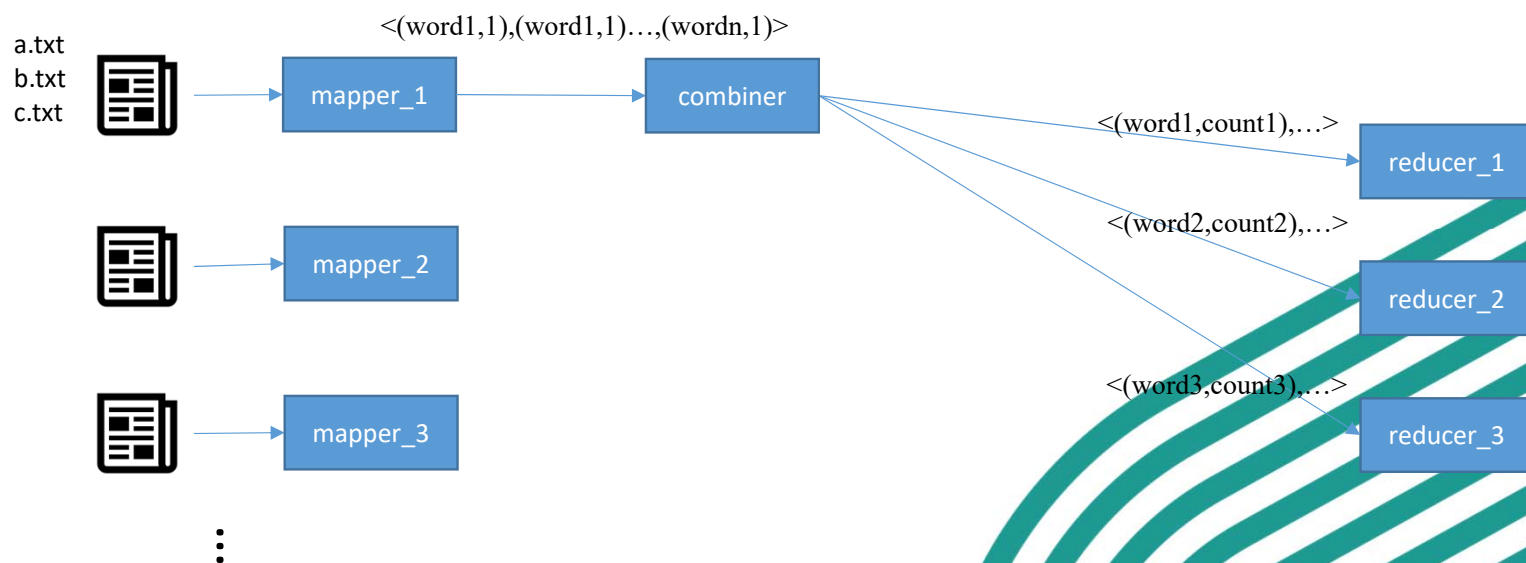 <(word1,1),(word1,1)…,(wordn,1)>
a.txt
b.txt
c.txt
mapper_1
combiner
<(word1,count1),…>
reducer_1
<(word2,count2),…>
mapper_2
reducer_2
<(word3,count3),…>
mapper_3
reducer_3
⋮